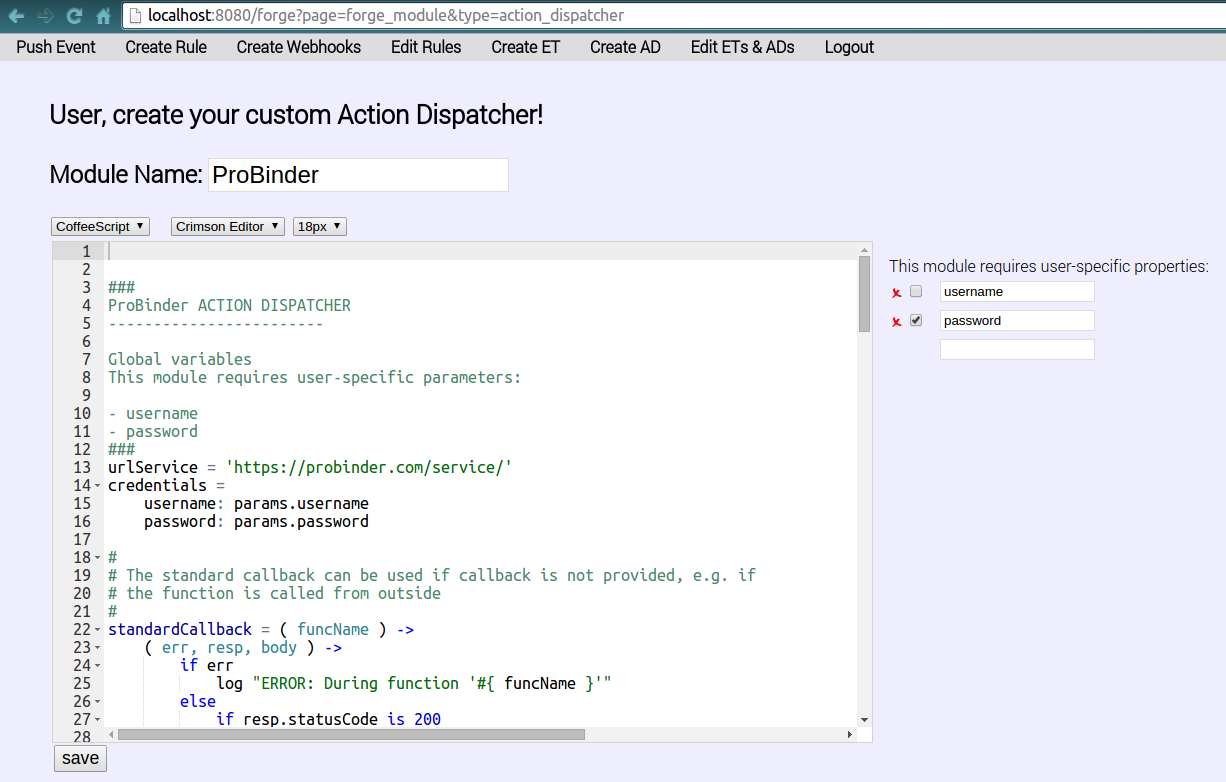 localhost:8080/forge?page=forge_module&type=action_dispatcher
Push Event Create Rule Create Webhooks Edit Rules Create ET Create AD Edit ETs & ADs Logout
User, create your custom Action Dispatcher!
Module Name: ProBinder
CoffeeScript ▼ Crimson Editor ▼ 18px ▼
1
2
3 ###
4 ProBinder ACTION DISPATCHER
5 ------------------------
6
7 Global variables
8 This module requires user-specific parameters:
9
10 - username
11 - password
12 ###
13 urlService = 'https://probinder.com/service/'
14 credentials =
15 username: params.username
16 password: params.password
17
18 #
19 # The standard callback can be used if callback is not provided, e.g. if
20 # the function is called from outside
21 #
22 standardCallback = ( funcName ) ->
23 ( err, resp, body ) ->
24 if err
25 log "ERROR: During function '#{ funcName }'"
26 else
27 if resp.statusCode is 200
28
This module requires user-specific properties:
x username
x password
save